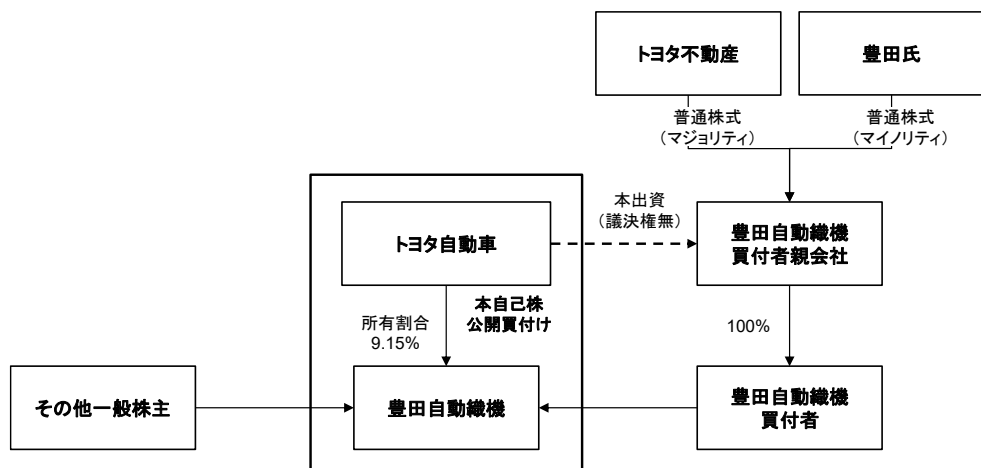 トヨタ不動産
豊田氏
普通株式
(マジョリティ)
普通株式
(マイノリティ)
本出資
(議決権無)
トヨタ自動車
豊田自動織機
買付者親会社
所有割合
9.15%
本自己株
公開買付け
100%
その他一般株主
豊田自動織機
豊田自動織機
買付者